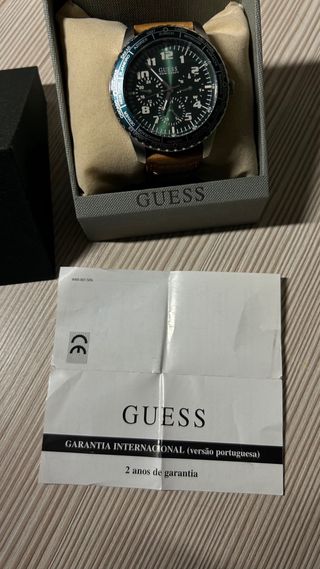 GUESS
GUESS
CE
GUESS
GARANTIA INTERNACIONAL (versão portuguesa)
2 anos de garantia